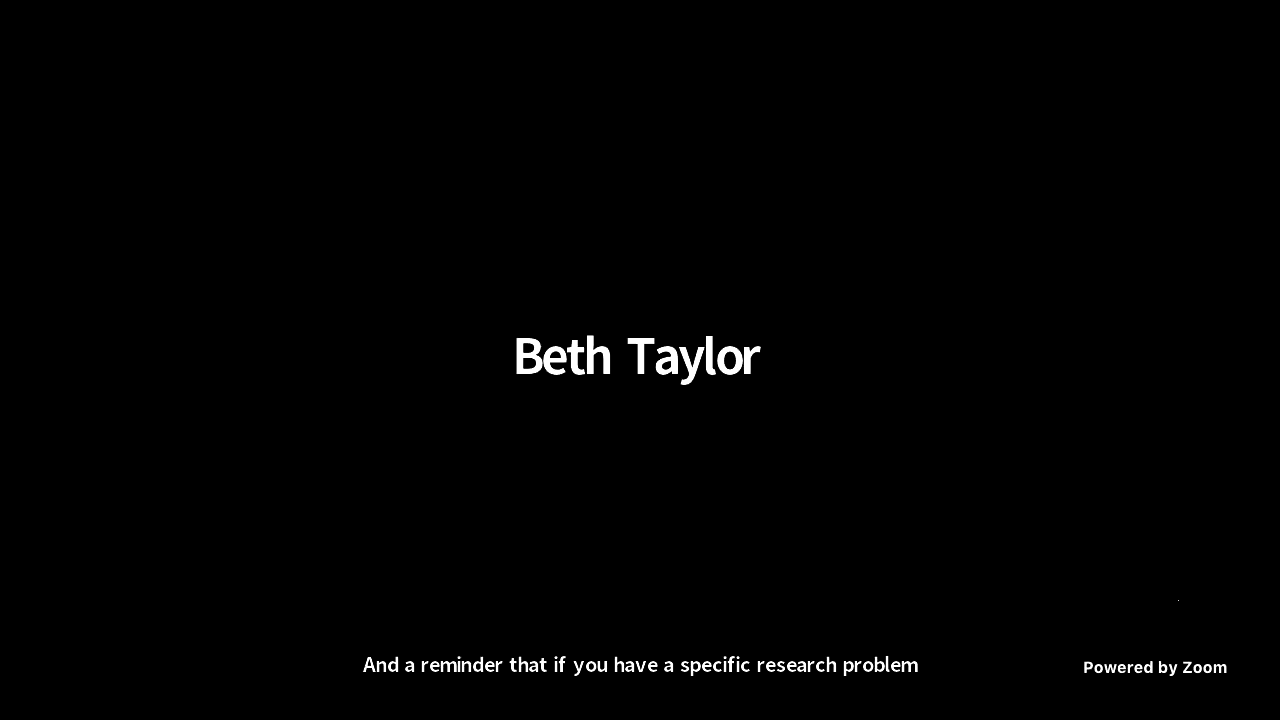 Beth Taylor
And a reminder that if you have a specific research problem
Powered by Zoom